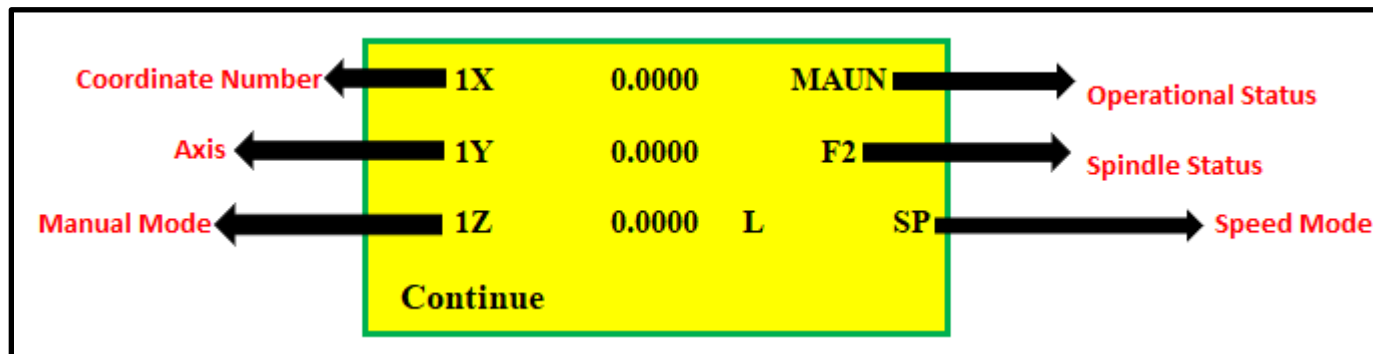 Coordinate Number 1X 0.0000 MAUN Operational Status
Axis 1Y 0.0000 F2 Spindle Status
Manual Mode 1Z 0.0000 L SP Speed Mode
Continue